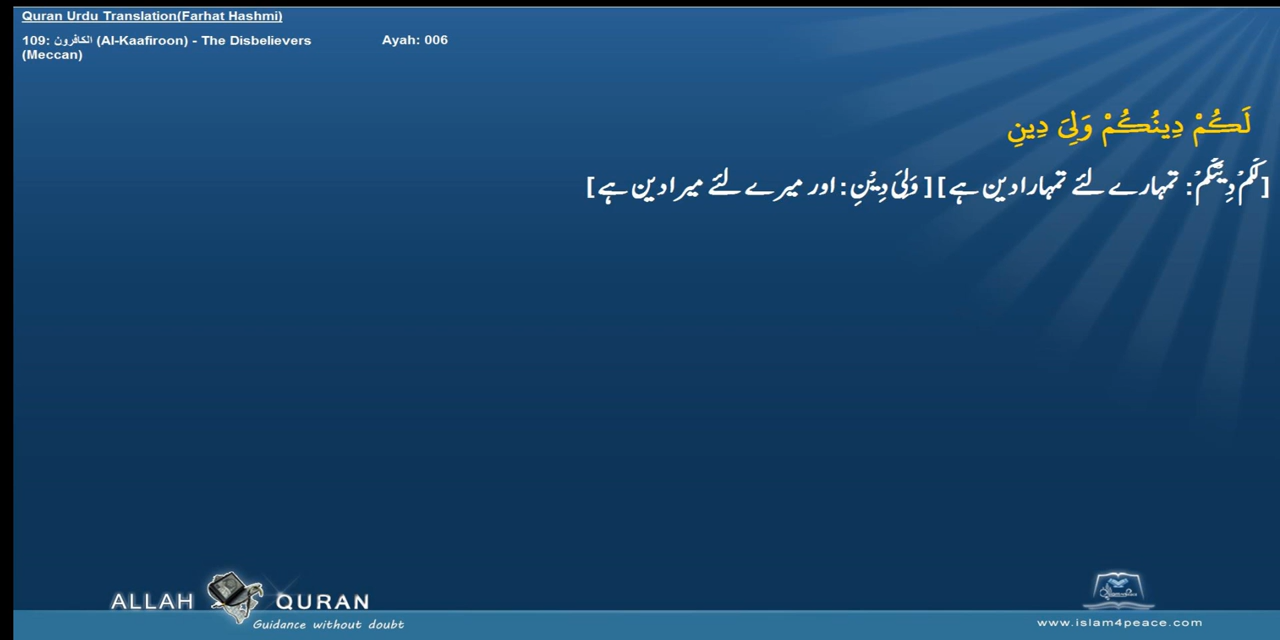 Quran Urdu Translation(Farhat Hashmi)
109: الكافرون (Al-Kaafiroon) - The Disbelievers Ayah: 006
(Meccan)
لَكُمْ دِينُكُمْ وَلِيَ دِينِ
[لَكُمْ دِيْنُكُمْ: تمہارے لئے تمہارا دین ہے] [ وَلِیَ دِيْنِ: اور میرے لئے میرا دین ہے]
ALLAH QURAN
Guidance without doubt
www.islam4peace.com